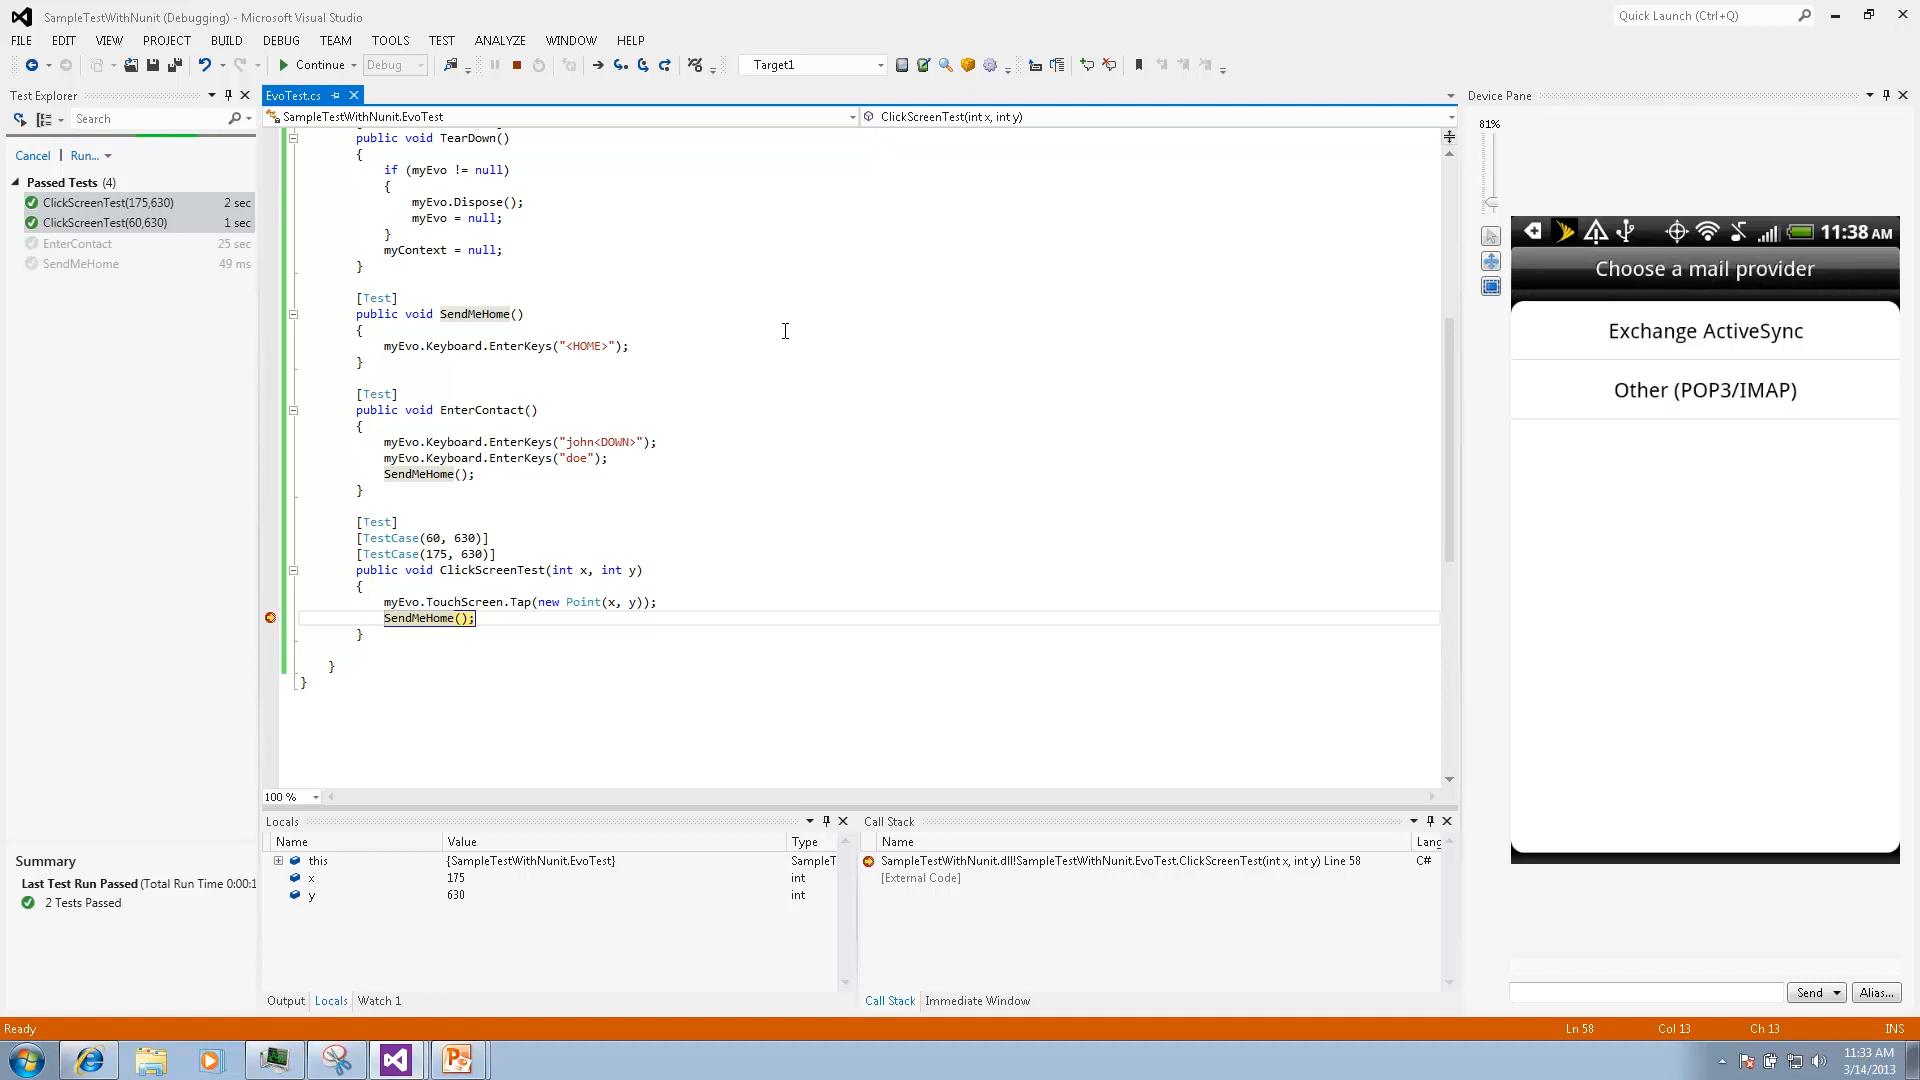 SampleTestWithNunit (Debugging) - Microsoft Visual Studio
Quick Launch (Ctrl+Q)
FILE EDIT VIEW PROJECT BUILD DEBUG TEAM TOOLS TEST ANALYZE WINDOW HELP
Continue Debug Target1
Test Explorer
Search
Cancel Run...
Passed Tests (4)
ClickScreenTest(175,630) 2 sec
ClickScreenTest(60,630) 1 sec
EnterContact 25 sec
SendMeHome 49 ms
Summary
Last Test Run Passed (Total Run Time 0:00:1
2 Tests Passed
EvoTest.cs
SampleTestWithNunit.EvoTest ClickScreenTest(int x, int y)
public void TearDown()
{
if (myEvo != null)
{
myEvo.Dispose();
myEvo = null;
}
myContext = null;
}
[Test]
public void SendMeHome()
{
myEvo.Keyboard.EnterKeys("<HOME>");
}
[Test]
public void EnterContact()
{
myEvo.Keyboard.EnterKeys("john<DOWN>");
myEvo.Keyboard.EnterKeys("doe");
SendMeHome();
}
[Test]
[TestCase(60, 630)]
[TestCase(175, 630)]
public void ClickScreenTest(int x, int y)
{
myEvo.TouchScreen.Tap(new Point(x, y));
SendMeHome();
}
}
}
100 %
Locals
Name Value Type
this {SampleTestWithNunit.EvoTest} SampleT
x 175 int
y 630 int
Output Locals Watch 1
Call Stack
Name Lang
SampleTestWithNunit.dll!SampleTestWithNunit.EvoTest.ClickScreenTest(int x, int y) Line 58 C#
[External Code]
Call Stack Immediate Window
Device Pane
81%
11:38 AM
Choose a mail provider
Exchange ActiveSync
Other (POP3/IMAP)
Send Alias...
Ready Ln 58 Col 13 Ch 13 INS
11:33 AM
3/14/2013